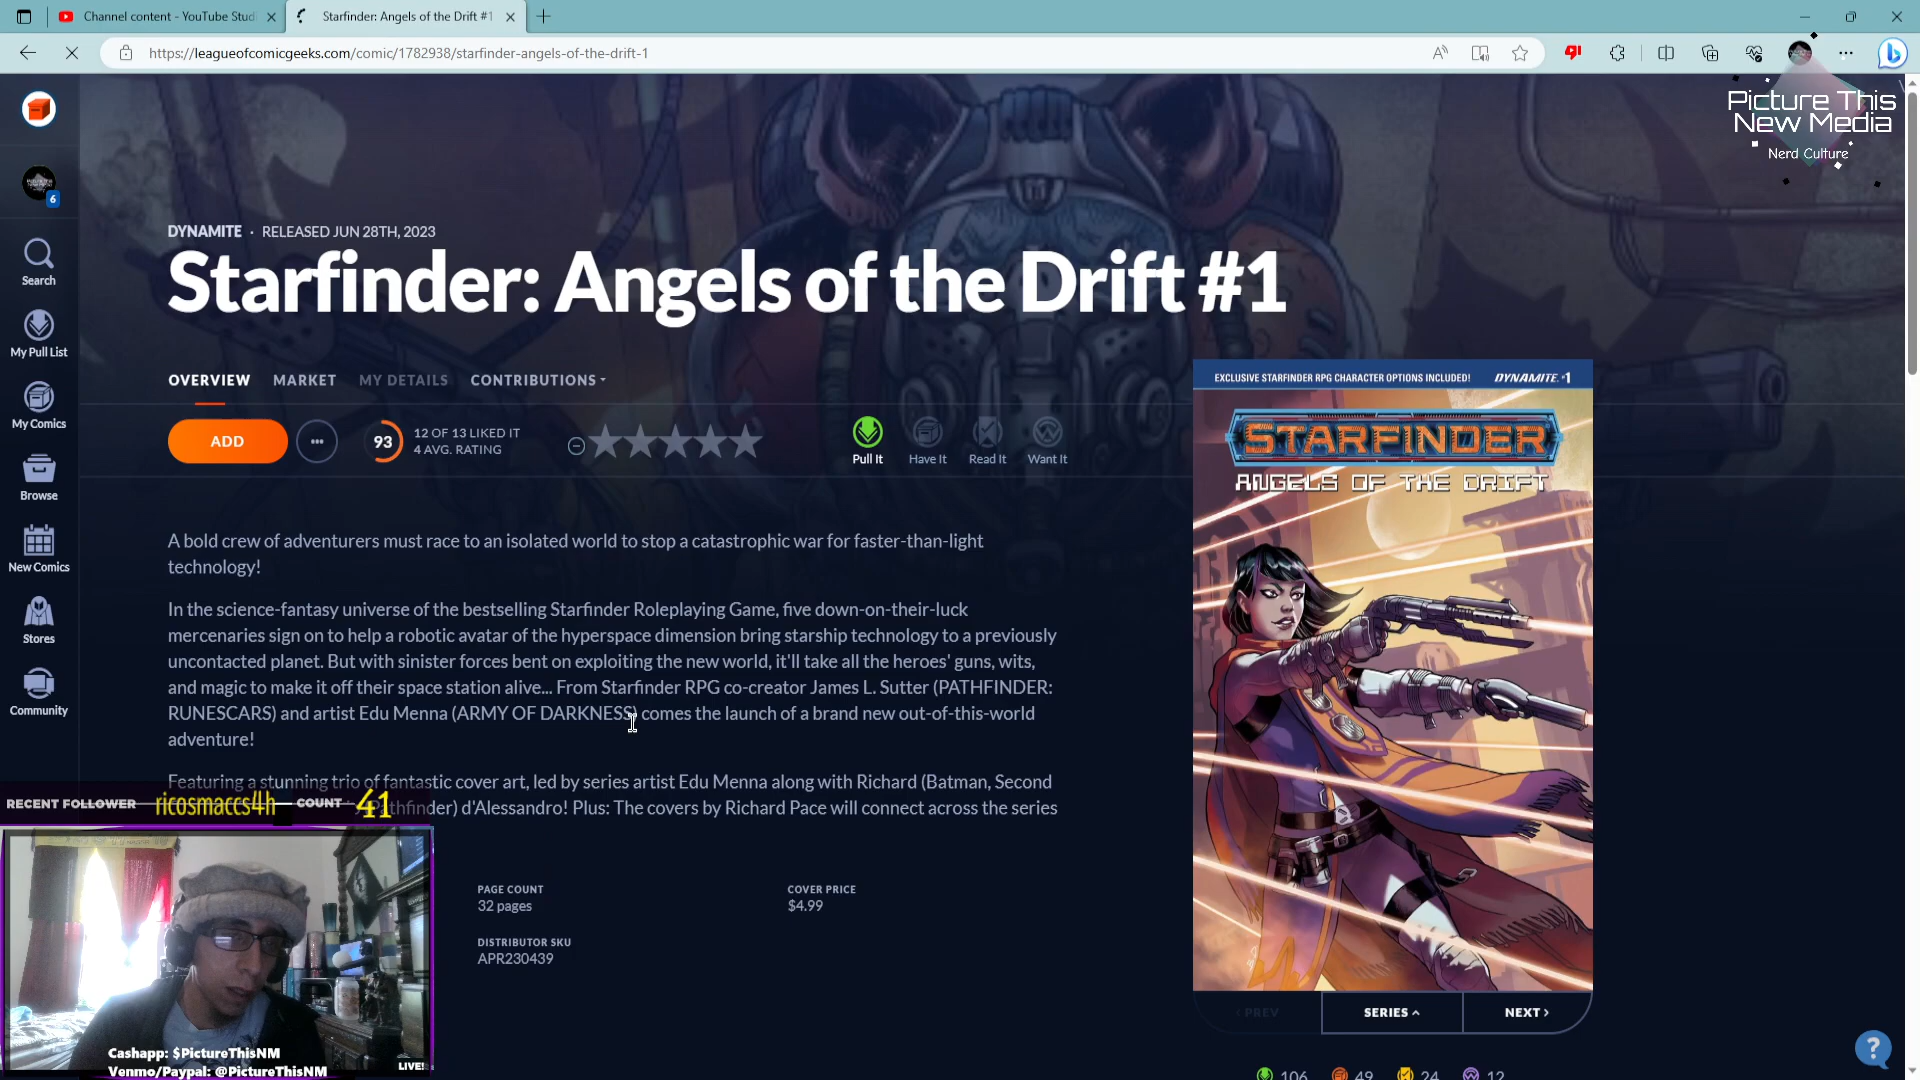 Channel content - YouTube Stud
Starfinder: Angels of the Drift #1
https://leagueofcomicgeeks.com/comic/1782938/starfinder-angels-of-the-drift-1
Picture This
New Media
Nerd Culture
6
Search
My Pull List
My Comics
Browse
New Comics
Stores
Community
DYNAMITE · RELEASED JUN 28TH, 2023
Starfinder: Angels of the Drift #1
OVERVIEW MARKET MY DETAILS CONTRIBUTIONS
ADD
93
12 OF 13 LIKED IT
4 AVG. RATING
Pull It Have It Read It Want It
A bold crew of adventurers must race to an isolated world to stop a catastrophic war for faster-than-light
technology!
In the science-fantasy universe of the bestselling Starfinder Roleplaying Game, five down-on-their-luck
mercenaries sign on to help a robotic avatar of the hyperspace dimension bring starship technology to a previously
uncontacted planet. But with sinister forces bent on exploiting the new world, it'll take all the heroes' guns, wits,
and magic to make it off their space station alive... From Starfinder RPG co-creator James L. Sutter (PATHFINDER:
RUNESCARS) and artist Edu Menna (ARMY OF DARKNESS) comes the launch of a brand new out-of-this-world
adventure!
Featuring a stunning trio of fantastic cover art, led by series artist Edu Menna along with Richard (Batman, Second
Pathfinder) d'Alessandro! Plus: The covers by Richard Pace will connect across the series
RECENT FOLLOWER ricosmaccs4h COUNT 41
PAGE COUNT
32 pages
COVER PRICE
$4.99
DISTRIBUTOR SKU
APR230439
EXCLUSIVE STARFINDER RPG CHARACTER OPTIONS INCLUDED! DYNAMITE. #1
STARFINDER
ANGELS OF THE DRIFT
PREV SERIES NEXT
106 49 24 12
Cashapp: $PictureThisNM
Venmo/Paypal: @PictureThisNM
LIVE!